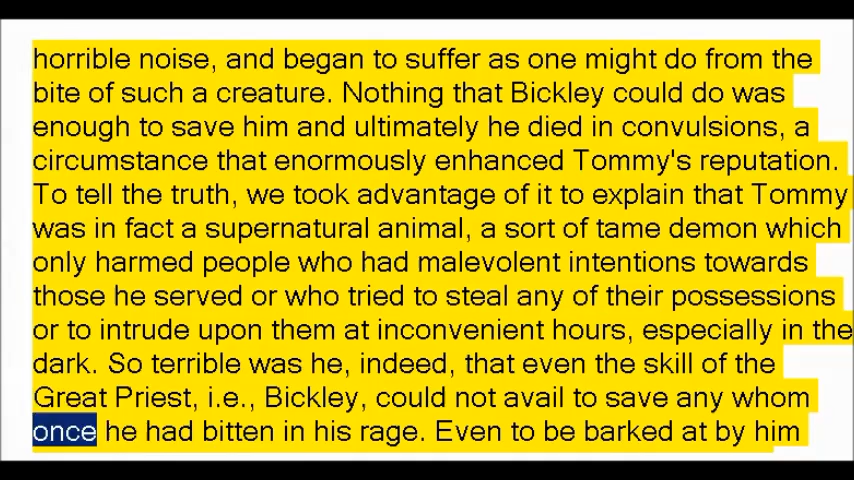 horrible noise, and began to suffer as one might do from the
bite of such a creature. Nothing that Bickley could do was
enough to save him and ultimately he died in convulsions, a
circumstance that enormously enhanced Tommy's reputation.
To tell the truth, we took advantage of it to explain that Tommy
was in fact a supernatural animal, a sort of tame demon which
only harmed people who had malevolent intentions towards
those he served or who tried to steal any of their possessions
or to intrude upon them at inconvenient hours, especially in the
dark. So terrible was he, indeed, that even the skill of the
Great Priest, i.e., Bickley, could not avail to save any whom
once he had bitten in his rage. Even to be barked at by him